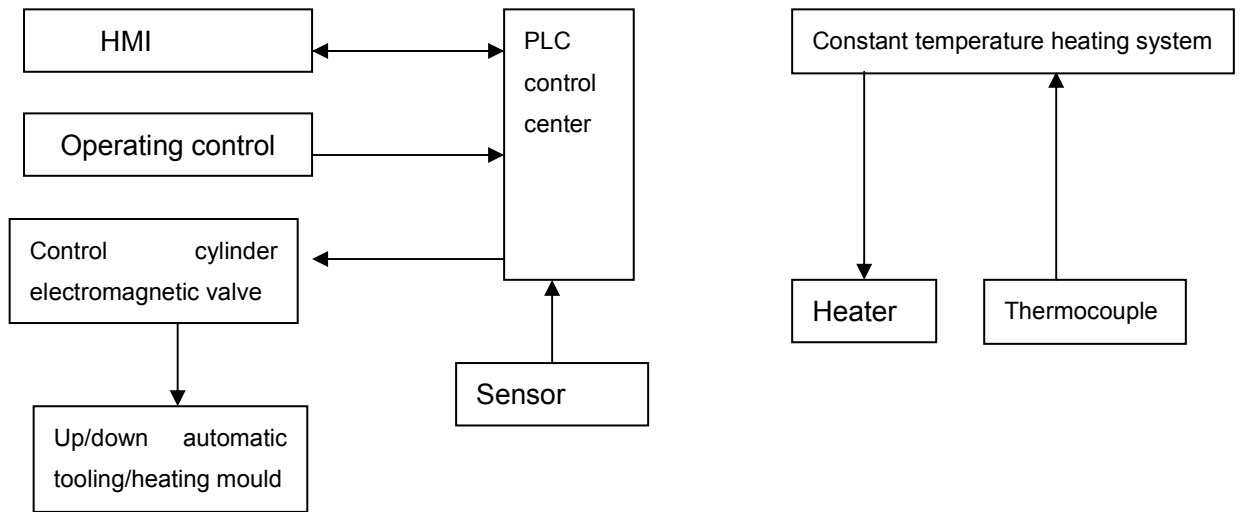 HMI
PLC
control
center
Operating control
Control cylinder
electromagnetic valve
Sensor
Up/down automatic
tooling/heating mould
Constant temperature heating system
Heater
Thermocouple